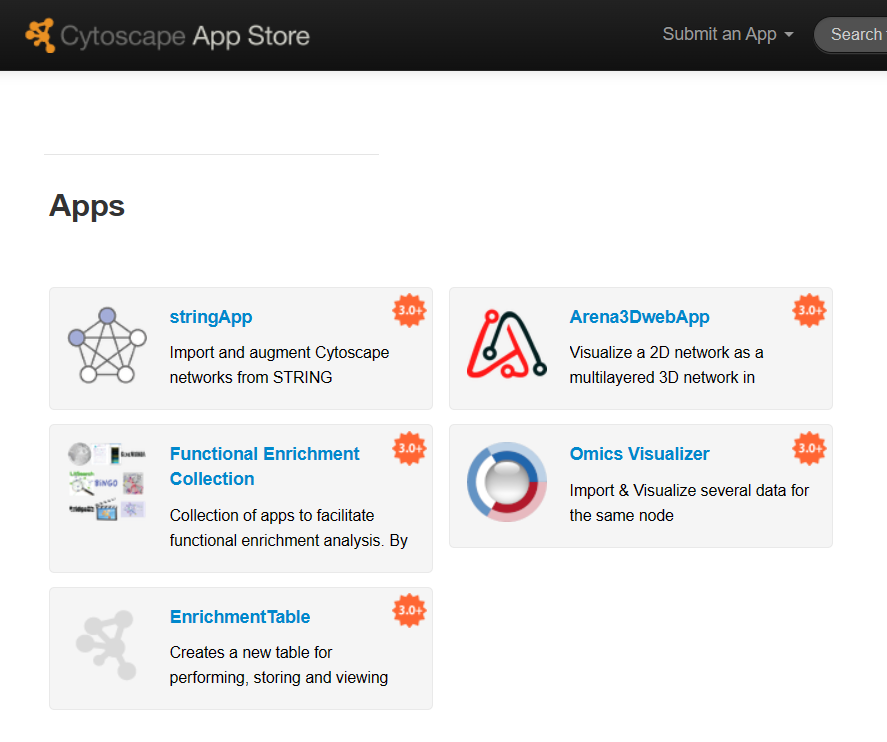 Cytoscape App Store
Submit an App
Search
Apps
stringApp
3.0+
Import and augment Cytoscape
networks from STRING
Arena3DwebApp
3.0+
Visualize a 2D network as a
multilayered 3D network in
Functional Enrichment
Collection
3.0+
BiNGO
Collection of apps to facilitate
functional enrichment analysis. By
Omics Visualizer
3.0+
Import & Visualize several data for
the same node
EnrichmentTable
3.0+
Creates a new table for
performing, storing and viewing